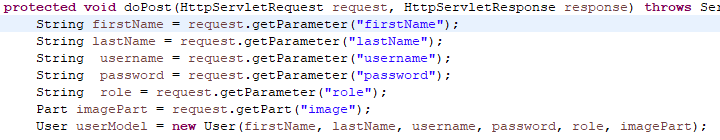 protected void doPost(HttpServletRequest request, HttpServletResponse response) throws Ser
String firstName = request.getParameter("firstName");
String lastName = request.getParameter("lastName");
String  username = request.getParameter("username");
String  password = request.getParameter("password");
String  role = request.getParameter("role");
Part imagePart = request.getPart("image");
User userModel = new User(firstName, lastName, username, password, role, imagePart);